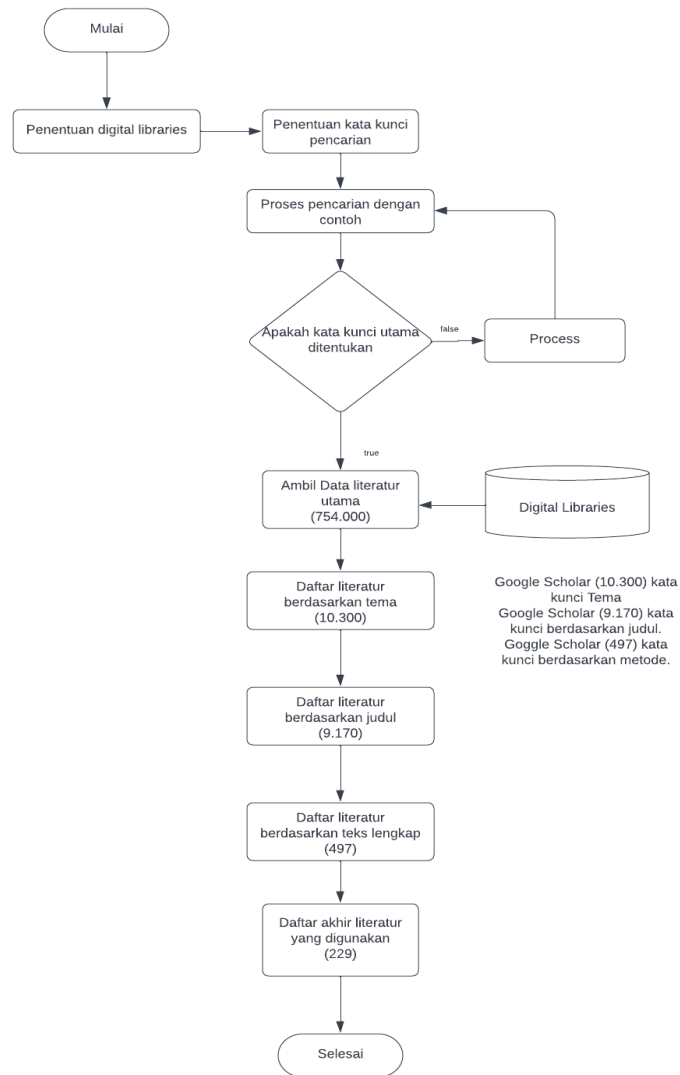 Mulai
Penentuan digital libraries
Penentuan kata kunci
pencarian
Proses pencarian dengan
contoh
Apakah kata kunci utama
ditentukan
false
Process
true
Ambil Data literatur
utama
(754.000)
Digital Libraries
Daftar literatur
berdasarkan tema
(10.300)
Google Scholar (10.300) kata
kunci Tema
Google Scholar (9.170) kata
kunci berdasarkan judul.
Goggle Scholar (497) kata
kunci berdasarkan metode.
Daftar literatur
berdasarkan judul
(9.170)
Daftar literatur
berdasarkan teks lengkap
(497)
Daftar akhir literatur
yang digunakan
(229)
Selesai